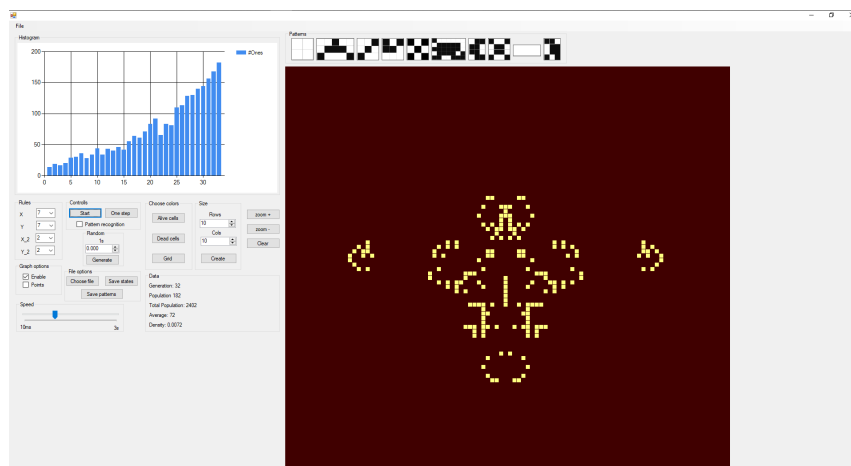 File
Histogram
200
150
100
50
0
0 5 10 15 20 25 30
#Ones
Patterns
Rules
X 7
Y 7
X_2 2
Y_2 2
Controlls
Start One step
Pattern recognition
Random
1s
0.000
Generate
Choose colors
Alive cells
Dead cells
Grid
Size
Rows
10
Cols
10
Create
zoom +
zoom -
Clear
Graph options
Enable
Points
File options
Choose file Save states
Save patterns
Data
Generation: 32
Population 182
Total Population: 2402
Average: 72
Density: 0.0072
Speed
10ms 3s